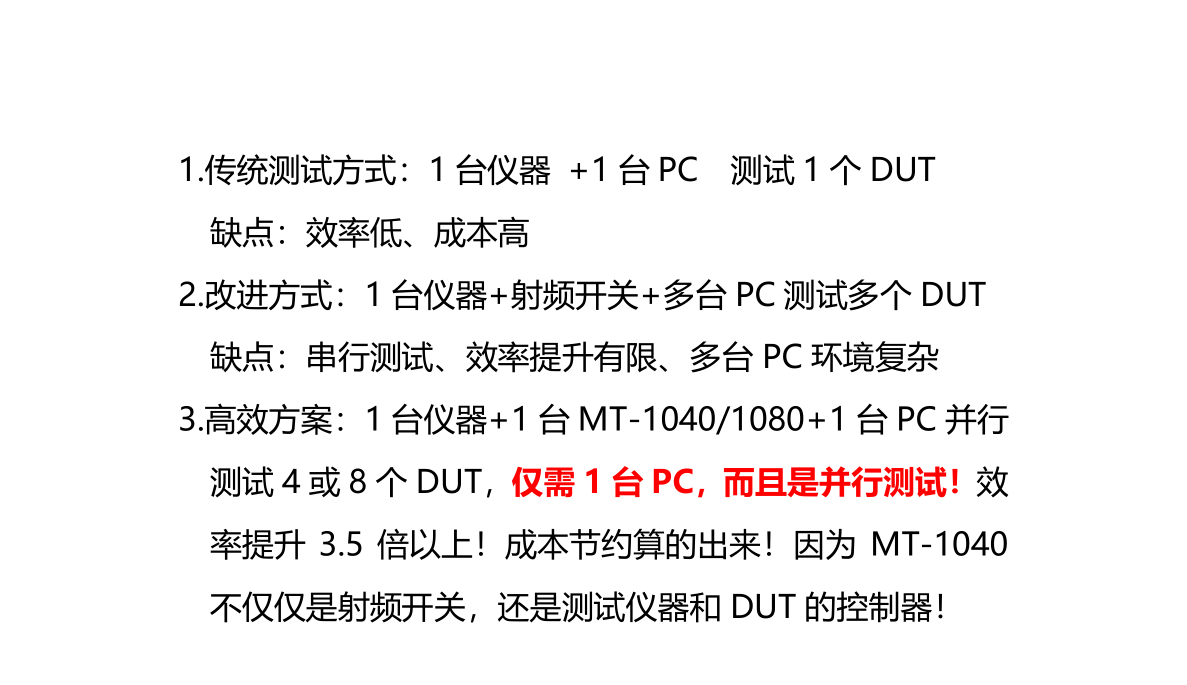 1.传统测试方式：1 台仪器 +1 台 PC 测试 1 个 DUT
缺点：效率低、成本高
2.改进方式：1 台仪器+射频开关+多台 PC 测试多个 DUT
缺点：串行测试、效率提升有限、多台 PC 环境复杂
3.高效方案：1 台仪器+1 台 MT-1040/1080+1 台 PC 并行
测试 4 或 8 个 DUT，仅需 1 台 PC，而且是并行测试！效
率提升 3.5 倍以上！成本节约算的出来！因为 MT-1040
不仅仅是射频开关，还是测试仪器和 DUT 的控制器！